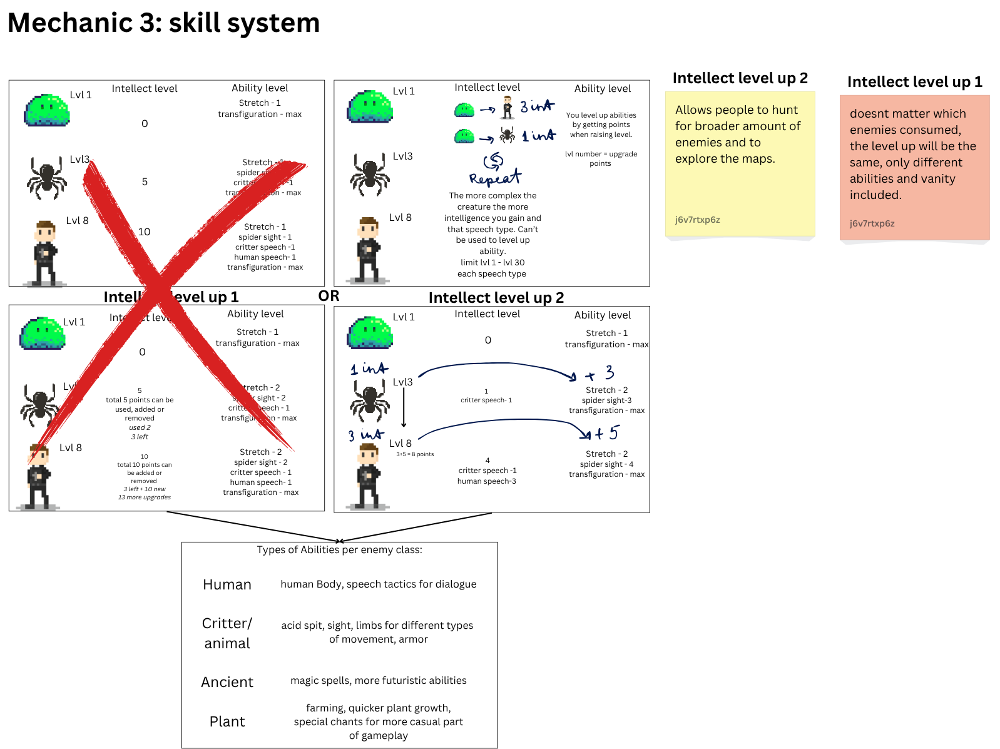 Mechanic 3: skill system
Lvl 1
Intellect level
Ability level
Stretch - 1
transfiguration - max
0
Lvl3
5
Stretch - 1
spider
Lvl 8
10
Stretch - 1
spider sight - 1
critter speech -1
human speech- 1
transfiguration - max
Intellect level up 1
Lvl 1
Ability level
0
Stretch - 1
transfiguration - max
5
total 5 points can be
used, added or
removed
used 2
3 left
Stretch - 2
spider sight - 2
critter speech - 1
transfiguration - max
Lvl 8
10
total 10 points can
be added or
removed
3 left + 10 new
13 more upgrades
Stretch - 2
spider sight - 2
critter speech - 1
human speech- 1
transfiguration - max
OR
Lvl 1
Intellect level
Ability level
3 int
1 int
Repeat
You level up abilities
by getting points
when raising level.
lvl number = upgrade
points
Lvl3
The more complex the
creature the more
intelligence you gain and
that speech type. Can't
be used to level up
ability.
limit lvl 1 - lvl 30
each speech type
Lvl 8
Intellect level up 2
Lvl 1
Intellect level
Ability level
0
Stretch - 1
transfiguration - max
1 int
Lvl3
+ 3
1
critter speech- 1
Stretch - 2
spider sight-3
transfiguration - max
3 int
Lvl 8
3+5 = 8 points
+ 5
4
critter speech -1
human speech-3
Stretch - 2
spider sight - 4
transfiguration - max
Types of Abilities per enemy class:
Human
human Body, speech tactics for dialogue
Critter/
animal
acid spit, sight, limbs for different types
of movement, armor
Ancient
magic spells, more futuristic abilities
Plant
farming, quicker plant growth,
special chants for more casual part
of gameplay
Intellect level up 2
Allows people to hunt
for broader amount of
enemies and to
explore the maps.
j6v7rtxp6z
Intellect level up 1
doesnt matter which
enemies consumed,
the level up will be the
same, only different
abilities and vanity
included.
j6v7rtxp6z